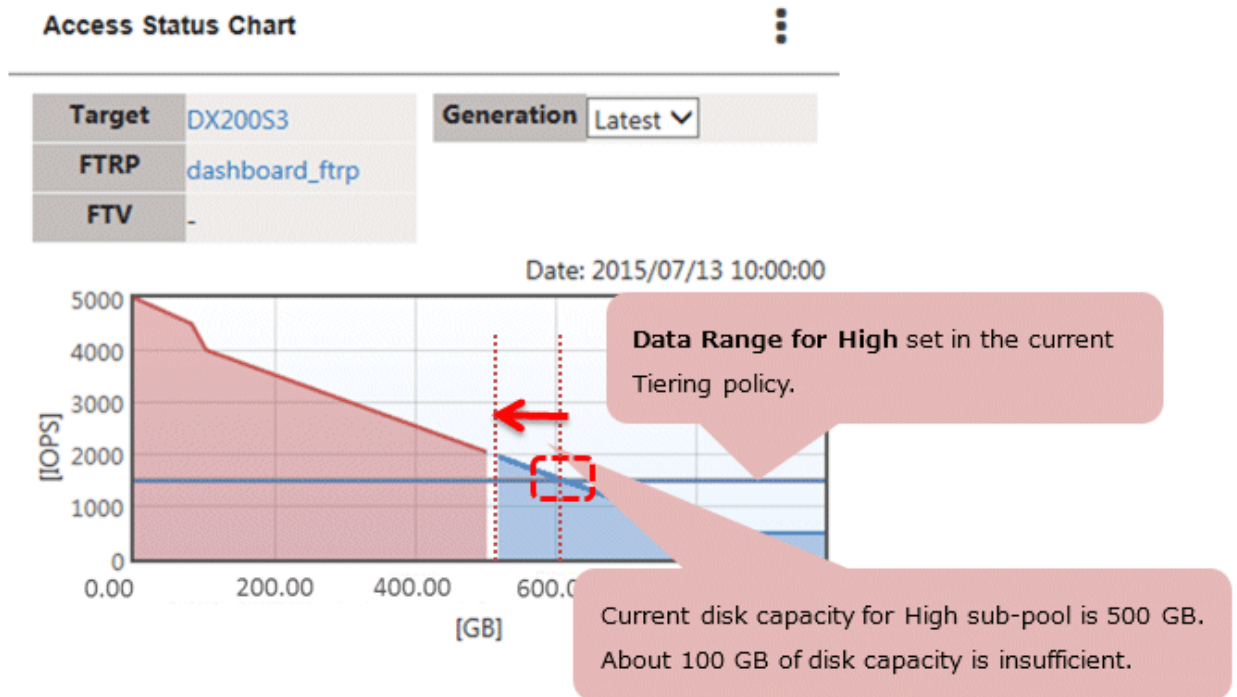 Access Status Chart
Target DX200S3 Generation Latest
FTRP dashboard_ftrp
FTV -
Date: 2015/07/13 10:00:00
5000
4000
3000
2000
1000
0
[IOPS]
0.00 200.00 400.00 600.0
[GB]
Data Range for High set in the current
Tiering policy.
Current disk capacity for High sub-pool is 500 GB.
About 100 GB of disk capacity is insufficient.